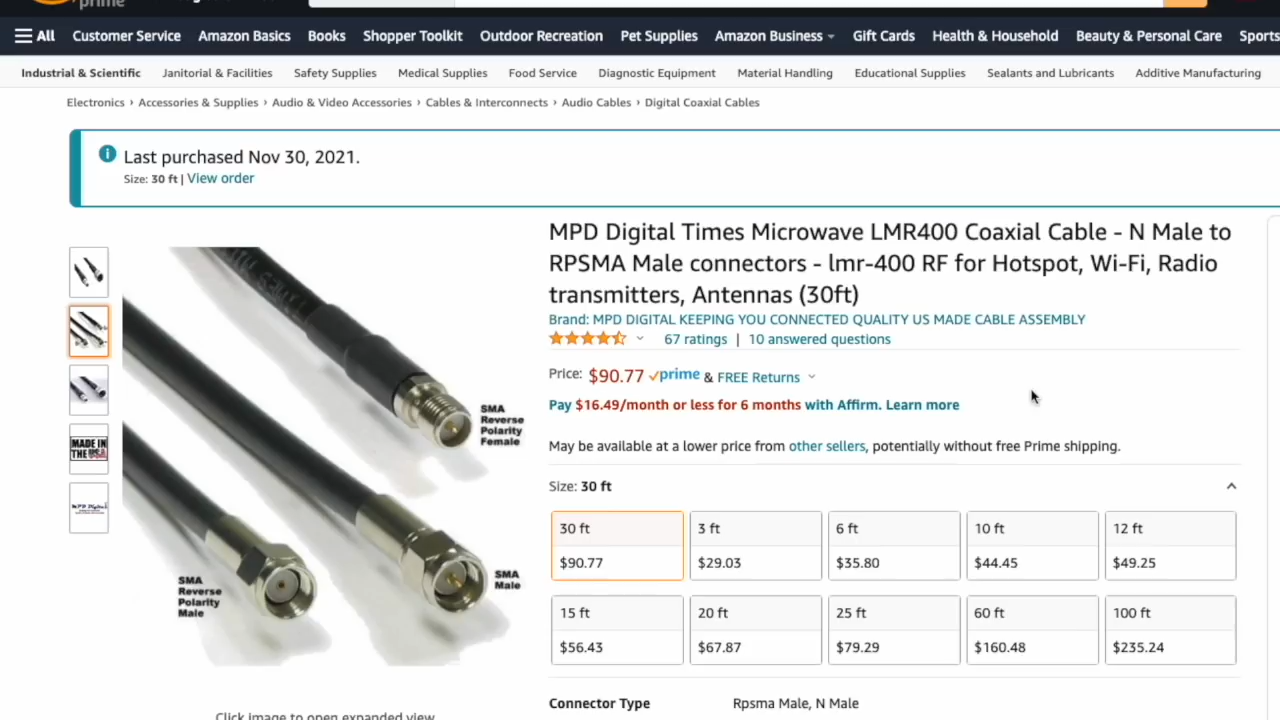 prime
All Customer Service Amazon Basics Books Shopper Toolkit Outdoor Recreation Pet Supplies Amazon Business Gift Cards Health & Household Beauty & Personal Care Sports
Industrial & Scientific Janitorial & Facilities Safety Supplies Medical Supplies Food Service Diagnostic Equipment Material Handling Educational Supplies Sealants and Lubricants Additive Manufacturing
Electronics › Accessories & Supplies › Audio & Video Accessories › Cables & Interconnects › Audio Cables › Digital Coaxial Cables
Last purchased Nov 30, 2021.
Size: 30 ft | View order
MPD Digital Times Microwave LMR400 Coaxial Cable - N Male to
RPSMA Male connectors - lmr-400 RF for Hotspot, Wi-Fi, Radio
transmitters, Antennas (30ft)
Brand: MPD DIGITAL KEEPING YOU CONNECTED QUALITY US MADE CABLE ASSEMBLY
67 ratings | 10 answered questions
Price: $90.77 prime & FREE Returns
Pay $16.49/month or less for 6 months with Affirm. Learn more
May be available at a lower price from other sellers, potentially without free Prime shipping.
Size: 30 ft
30 ft 3 ft 6 ft 10 ft 12 ft
$90.77 $29.03 $35.80 $44.45 $49.25
15 ft 20 ft 25 ft 60 ft 100 ft
$56.43 $67.87 $79.29 $160.48 $235.24
Connector Type Rpsma Male, N Male
MADE IN
THE USA
MPD Digital
SMA
Reverse
Polarity
Female
SMA
Male
SMA
Reverse
Polarity
Male
Click image to open expanded view